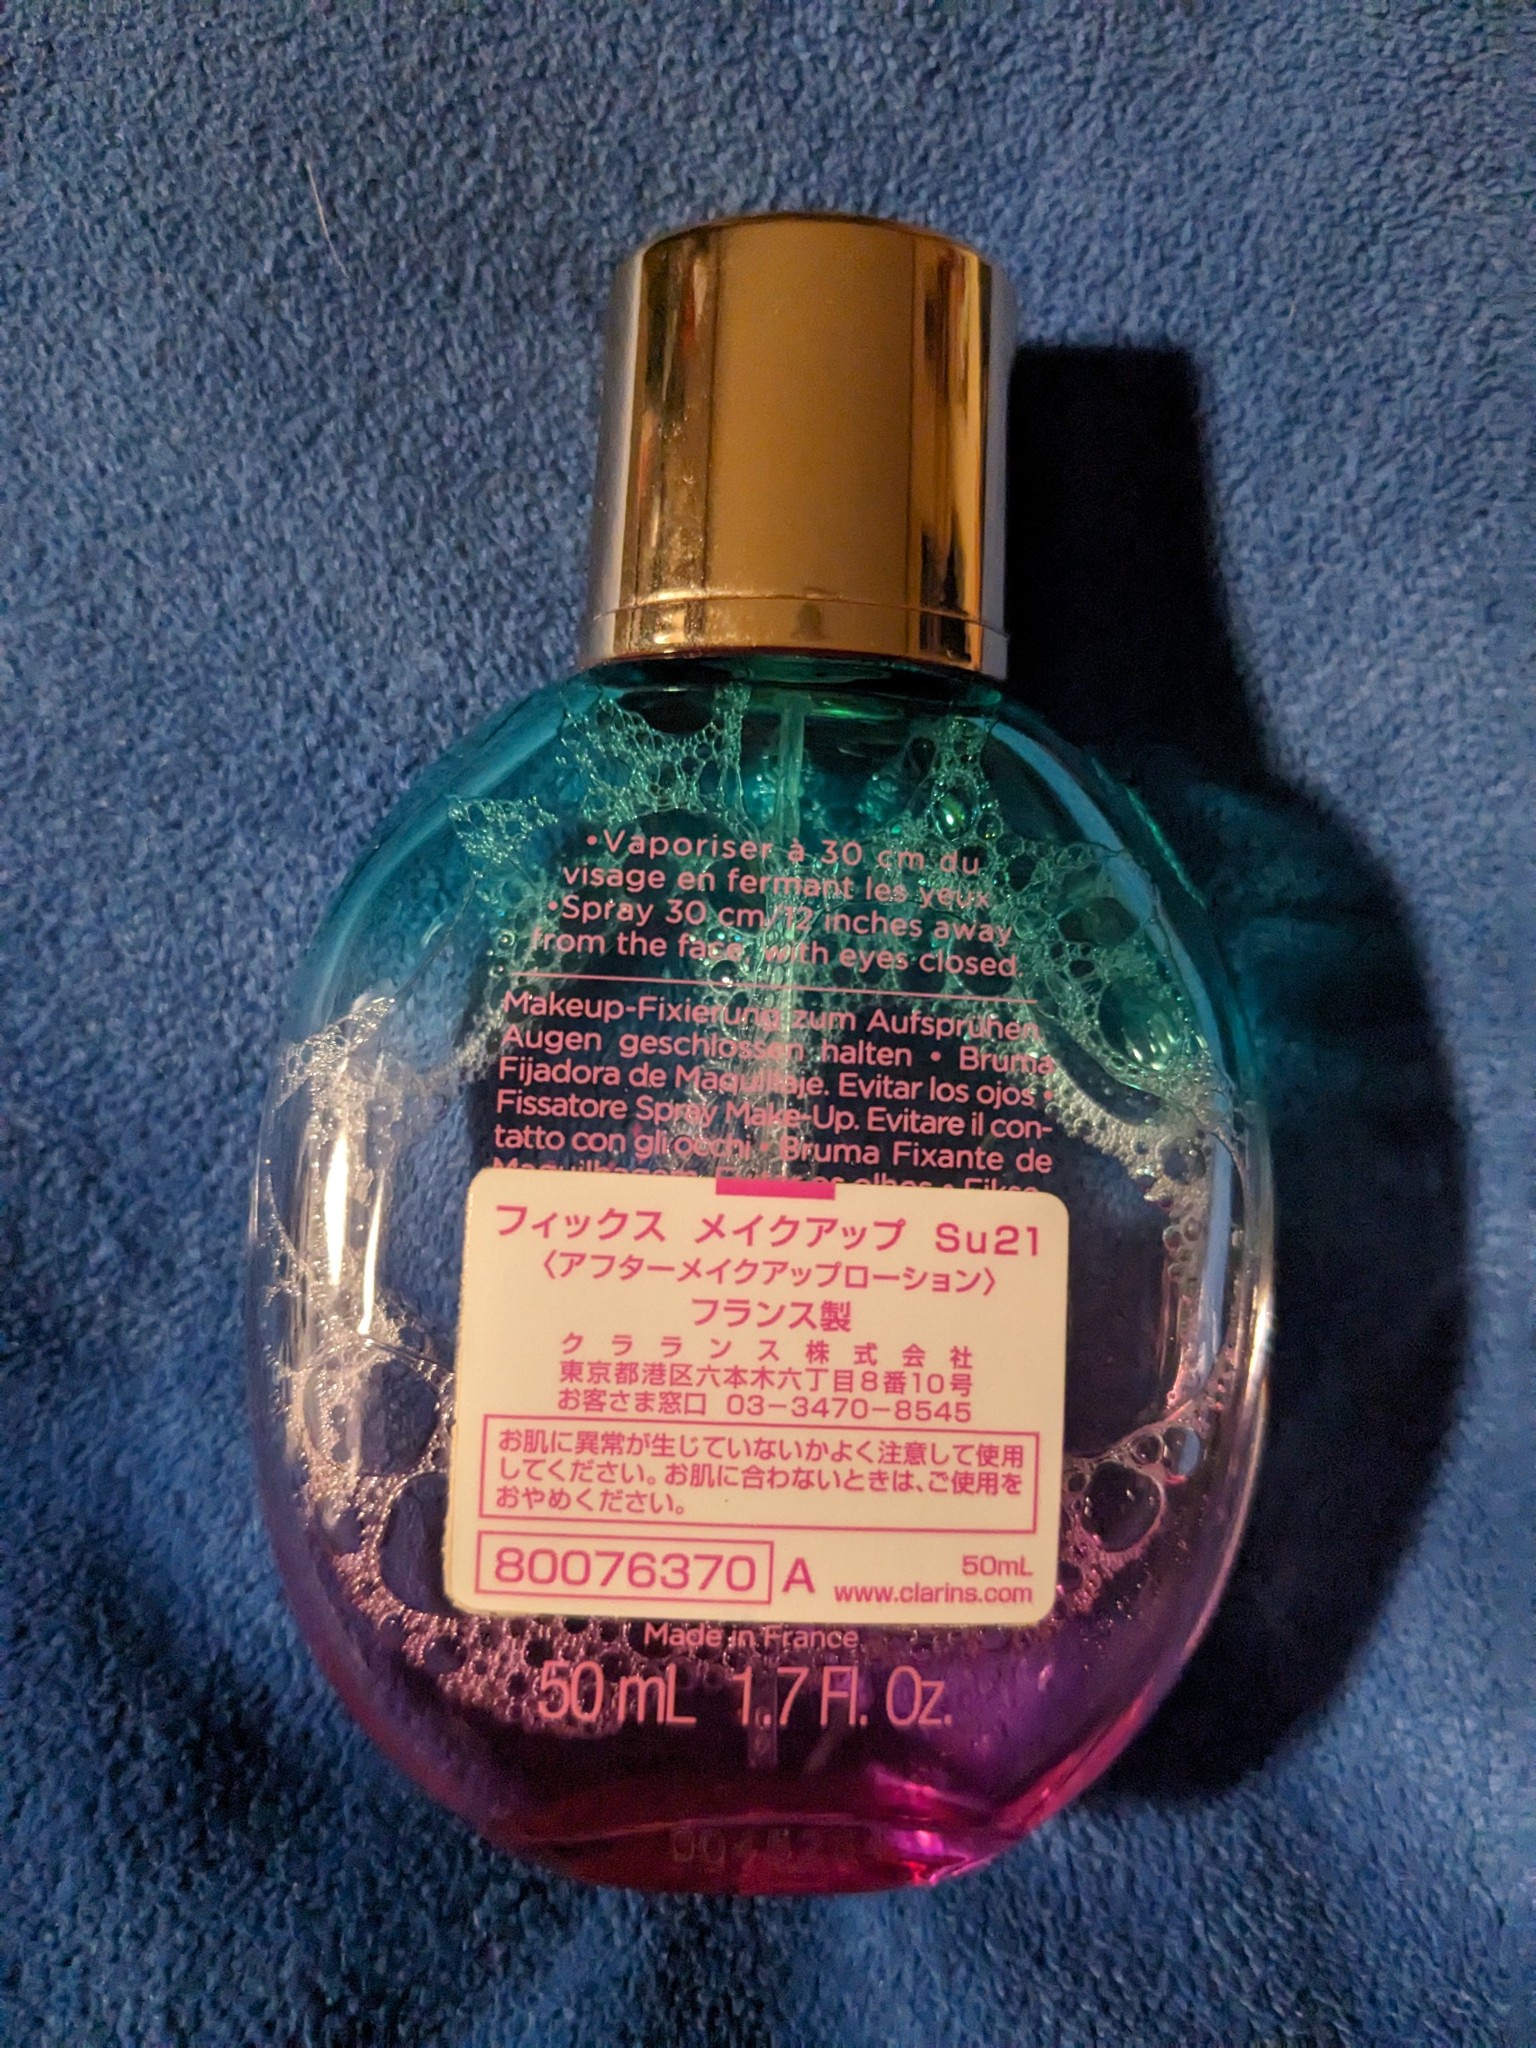 •Vaporiser à 30 cm du
visage en fermant les yeux
•Spray 30 cm/12 inches away
from the face, with eyes closed.
Makeup-Fixierung zum Aufsprühen
Augen geschlossen halten • Bruma
Fijadora de Maquillaje. Evitar los ojos •
Fissatore Spray Make-Up. Evitare il con-
tatto con gli occhi • Bruma Fixante de
フィックス メイクアップ Su21
〈アフターメイクアップローション〉
フランス製
クラランス株式会社
東京都港区六本木六丁目8番10号
お客さま窓口 03-3470-8545
お肌に異常が生じていないかよく注意して使用
してください。お肌に合わないときは、ご使用を
おやめください。
80076370 A
50mL
www.clarins.com
Made in France
50 mL 1.7 Fl. Oz.